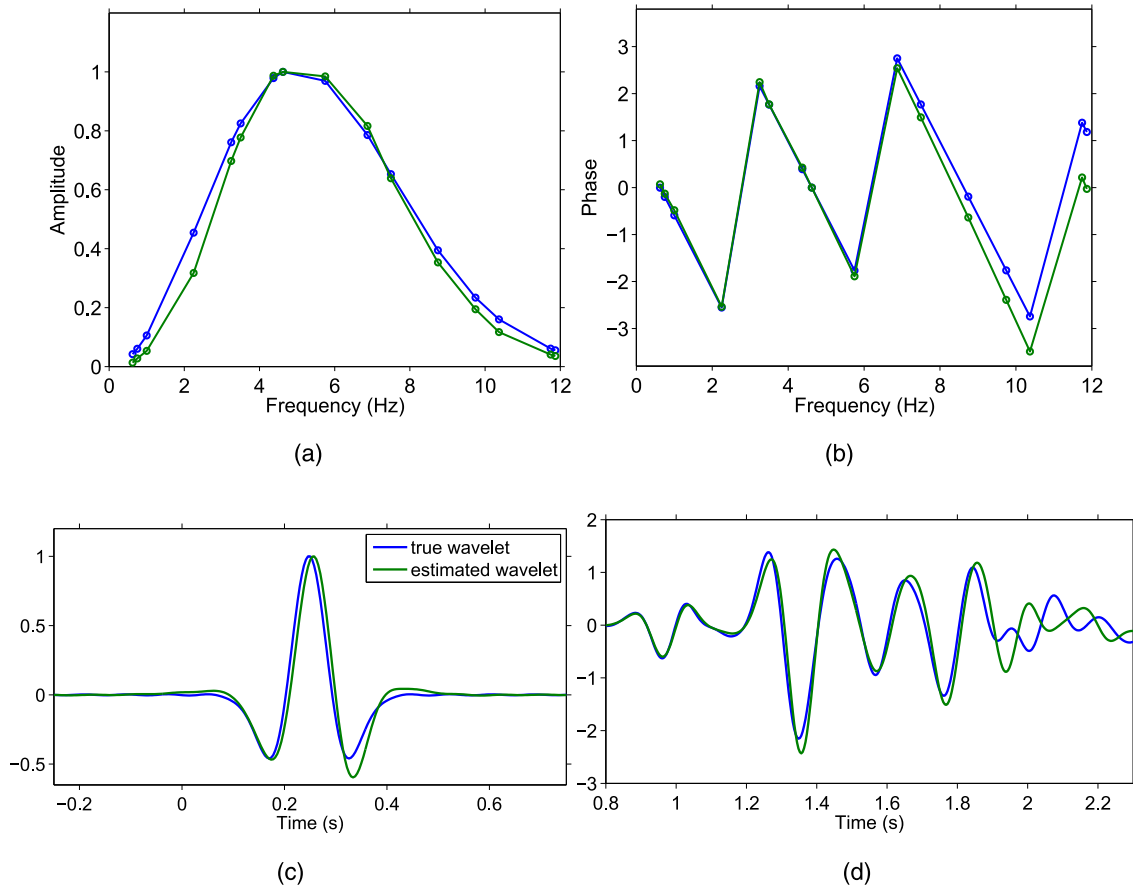 1
0.8
0.6
0.4
0.2
0
0 2 4 6 8 10 12
Amplitude
Frequency (Hz)
(a)
3
2
1
0
−1
−2
−3
0 2 4 6 8 10 12
Phase
Frequency (Hz)
(b)
1
0.5
0
−0.5
−0.2 0 0.2 0.4 0.6
true wavelet
estimated wavelet
Time (s)
(c)
2
1
0
−1
−2
−3
0.8 1 1.2 1.4 1.6 1.8 2 2.2
Time (s)
(d)